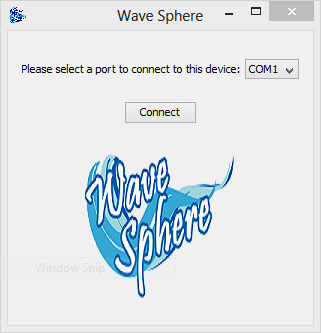 Wave Sphere
Please select a port to connect to this device: COM1
Connect
Wave
Sphere
Window Snip